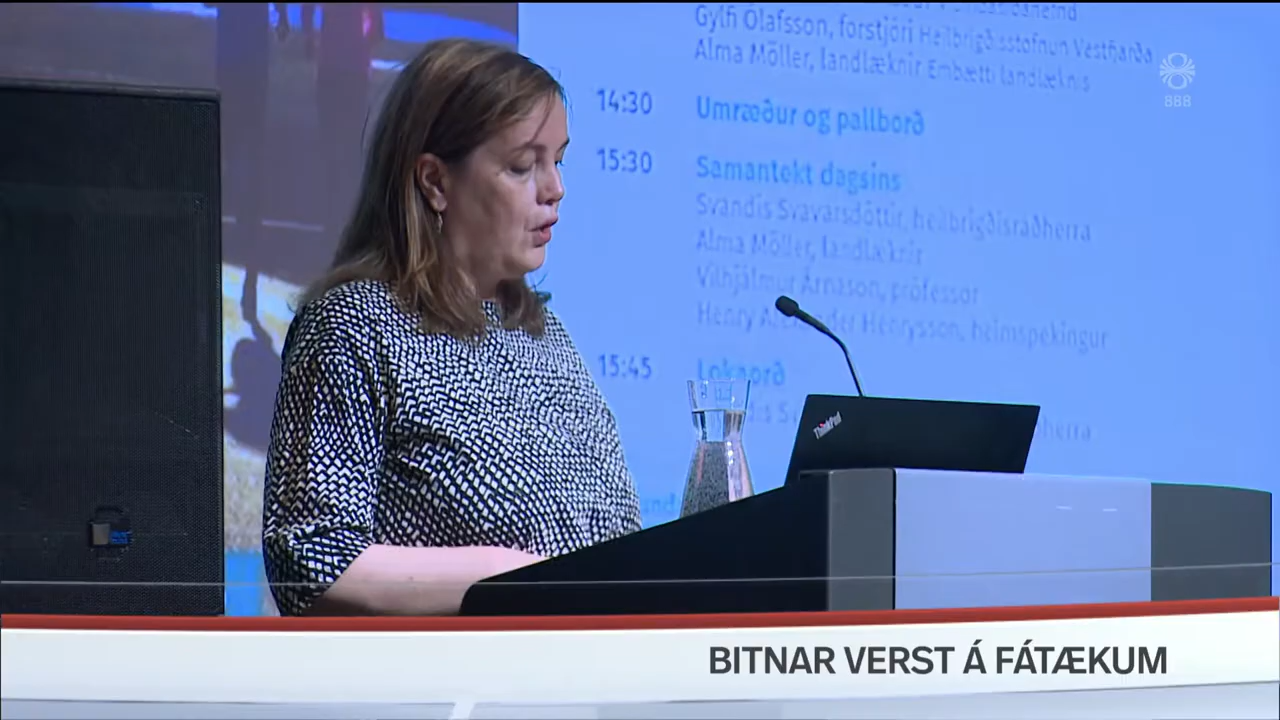 Gylfi Ólafsson, forstjóri Heilbrigðisstofnun Vestfjarða
Alma Möller, landlæknir Embætti landlæknis
888
14:30 Umræður og pallborð
15:30 Samantekt dagsins
Svandís Svavarsdóttir, heilbrigðisráðherra
Alma Möller, landlæknir
Vilhjálmur Árnason, prófessor
Henry Alexander Henrysson, heimspekingur
15:45 Lokaorð
ThinkPad
BITNAR VERST Á FÁTÆKUM